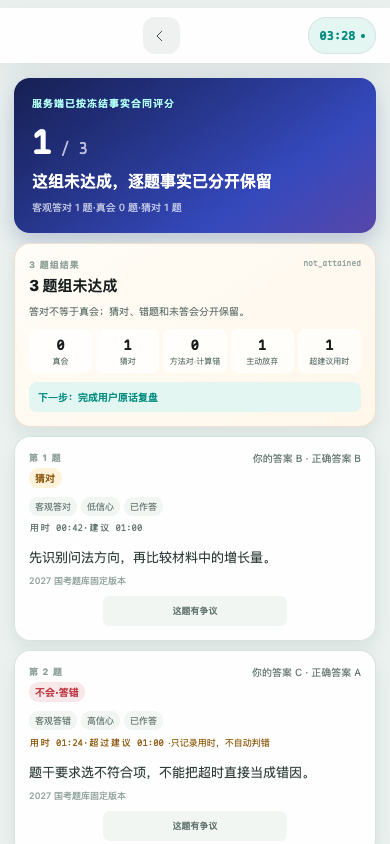 03:28
服务端已按冻结事实合同评分
1 / 3
这组未达成，逐题事实已分开保留
客观答对 1 题·真会 0 题·猜对 1 题
3 题组结果
not_attained
3 题组未达成
答对不等于真会；猜对、错题和未答会分开保留。
0 1 0 1 1
真会 猜对 方法对·计算错 主动放弃 超建议用时
下一步：完成用户原话复盘
第 1 题
你的答案 B · 正确答案 B
猜对
客观答对 低信心 已作答
用时 00:42·建议 01:00
先识别问法方向，再比较材料中的增长量。
2027 国考题库固定版本
这题有争议
第 2 题
你的答案 C · 正确答案 A
不会·答错
客观答错 高信心 已作答
用时 01:24·超过建议 01:00 ·只记录用时，不自动判错
题干要求选不符合项，不能把超时直接当成错因。
2027 国考题库固定版本
这题有争议